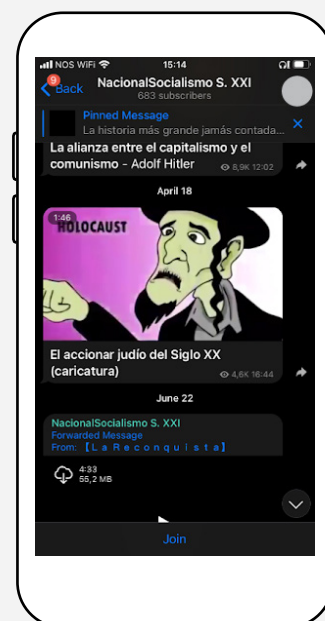 NOS WiFi
15:14
9
Back
NacionalSocialismo S. XXI
683 subscribers
Pinned Message
La historia más grande jamás contada...
La alianza entre el capitalismo y el
comunismo - Adolf Hitler
8,9K 12:02
April 18
1:46
HOLOCAUST
El accionar judío del Siglo XX
(caricatura)
4,6K 16:44
June 22
NacionalSocialismo S. XXI
Forwarded Message
From: 【La Reconquista】
4:33
55,2 MB
Join